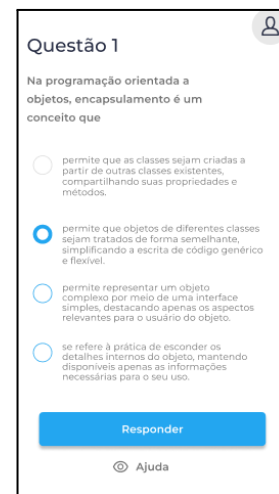 Questão 1
Na programação orientada a
objetos, encapsulamento é um
conceito que
permite que as classes sejam criadas a
partir de outras classes existentes,
compartilhando suas propriedades e
métodos.
permite que objetos de diferentes classes
sejam tratados de forma semelhante,
simplificando a escrita de código genérico
e flexível.
permite representar um objeto
complexo por meio de uma interface
simples, destacando apenas os aspectos
relevantes para o usuário do objeto.
se refere à prática de esconder os
detalhes internos do objeto, mantendo
disponíveis apenas as informações
necessárias para o seu uso.
Responder
Ajuda